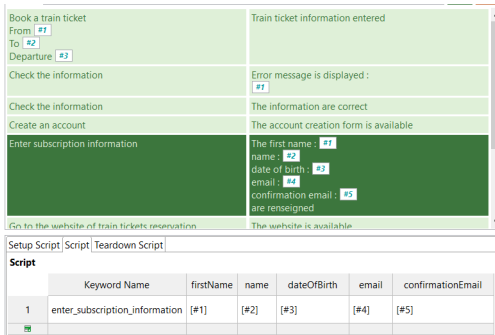 Book a train ticket
From #1
To #2
Departure #3
Train ticket information entered
Check the information
Error message is displayed :
#1
Check the information
The information are correct
Create an account
The account creation form is available
Enter subscription information
The first name : #1
name : #2
date of birth : #3
email : #4
confirmation email : #5
are renseigned
Go to the website of train tickets reservation
The website is available
Setup Script Script Teardown Script
Script
Keyword Name firstName name dateOfBirth email confirmationEmail
1 enter_subscription_information [#1] [#2] [#3] [#4] [#5]